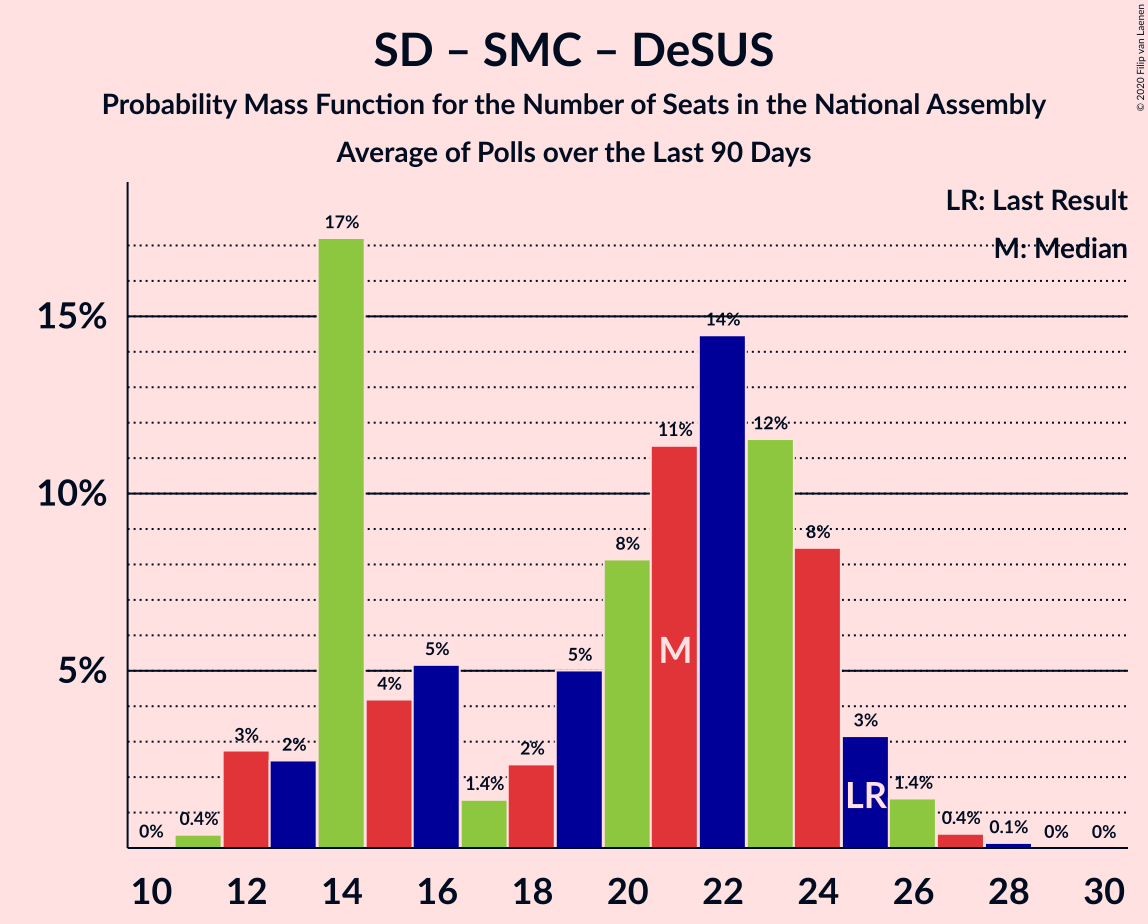 SD – SMC – DeSUS
Probability Mass Function for the Number of Seats in the National Assembly
Average of Polls over the Last 90 Days
© 2020 Filip van Laenen
LR: Last Result
M: Median
17%
15%
14%
12%
11%
10%
8%
8%
5%
5%
5%
4%
3%
2%
1.4%
2%
3%
1.4%
0%
0.4%
0.4%
0.1%
0%
0%
M
LR
10 12 14 16 18 20 22 24 26 28 30